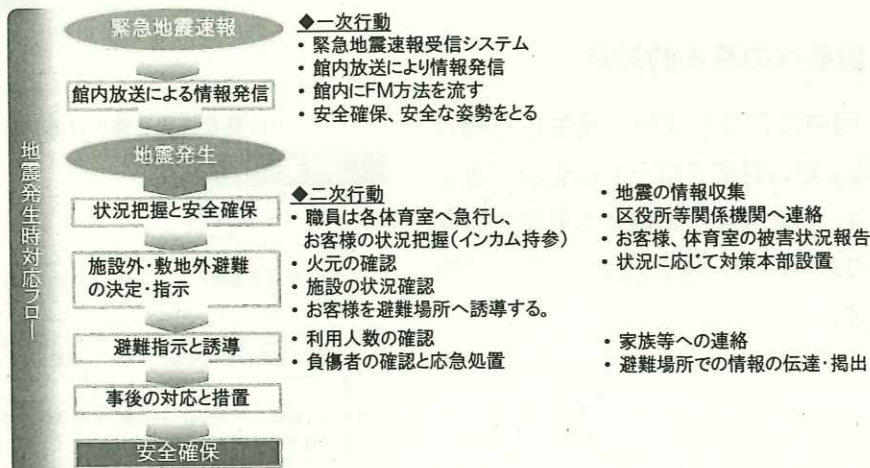 地震発生時対応フロー
緊急地震速報
館内放送による情報発信
地震発生
状況把握と安全確保
施設外・敷地外避難
の決定・指示
避難指示と誘導
事後の対応と措置
安全確保
◆一次行動
・緊急地震速報受信システム
・館内放送により情報発信
・館内にFM方法を流す
・安全確保、安全な姿勢をとる
◆二次行動
・職員は各体育室へ急行し、
お客様の状況把握(インカム持参)
・火元の確認
・施設の状況確認
・お客様を避難場所へ誘導する。
・利用人数の確認
・負傷者の確認と応急処置
・地震の情報収集
・区役所等関係機関へ連絡
・お客様、体育室の被害状況報告
・状況に応じて対策本部設置
・家族等への連絡
・避難場所での情報の伝達・掲出